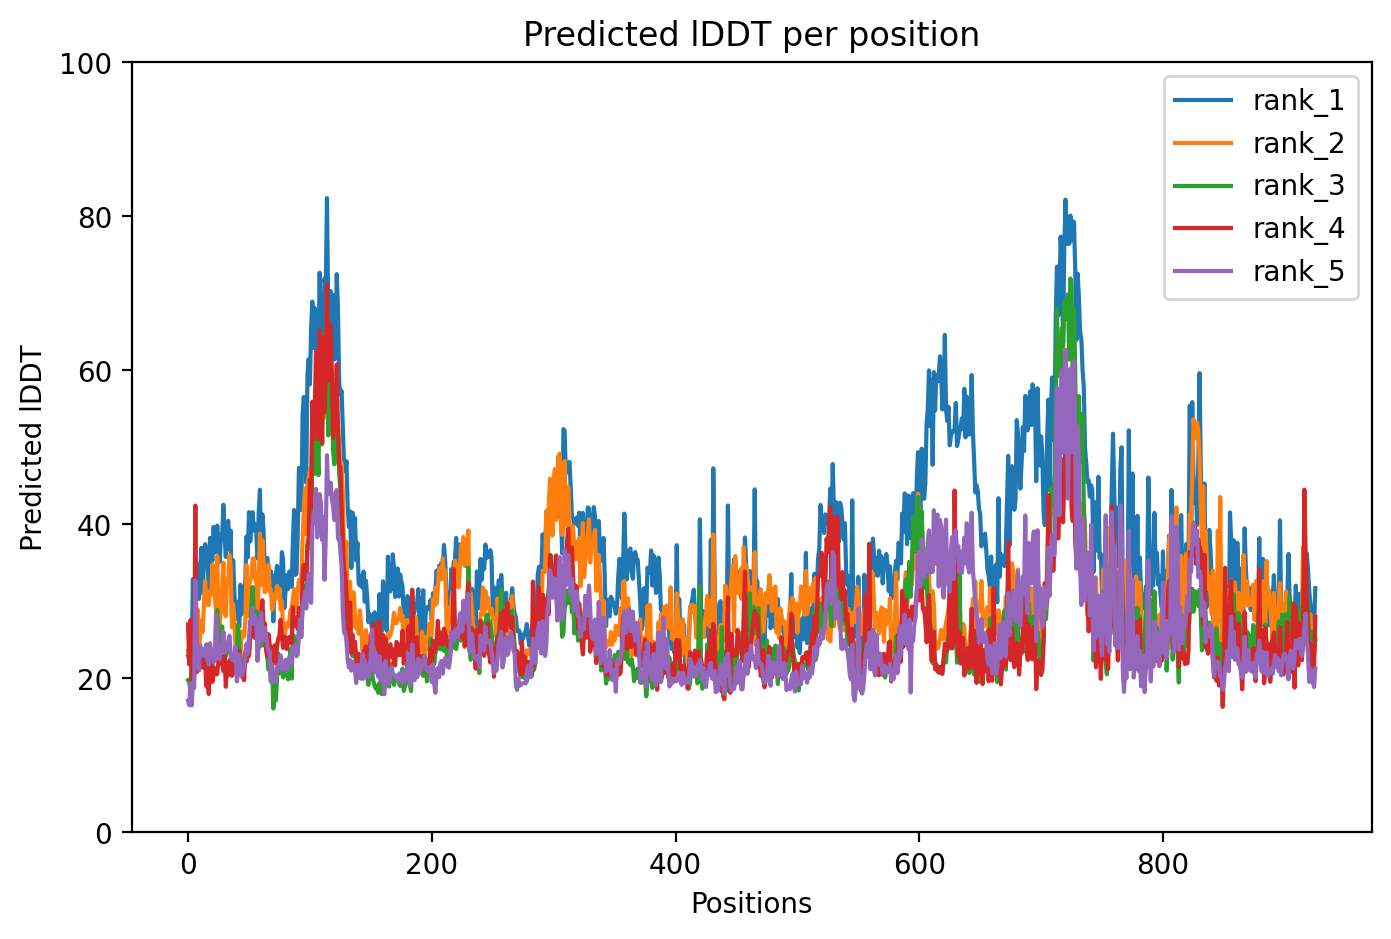 Predicted lDDT per position
100
80
60
40
20
0
Predicted lDDT
0 200 400 600 800
Positions
rank_1
rank_2
rank_3
rank_4
rank_5